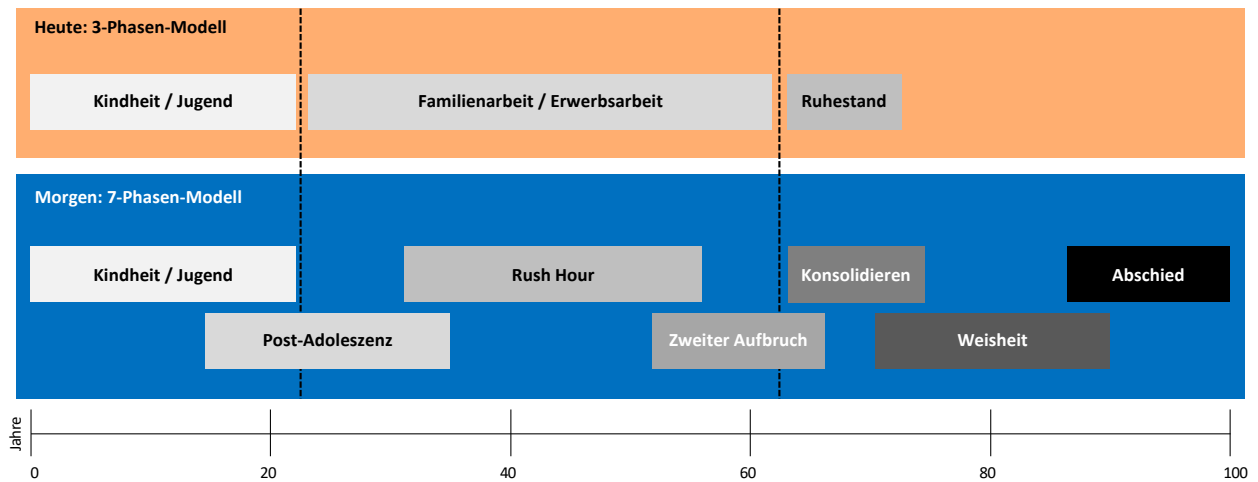 Heute: 3-Phasen-Modell
Kindheit / Jugend
Familienarbeit / Erwerbsarbeit
Ruhestand
Morgen: 7-Phasen-Modell
Kindheit / Jugend
Rush Hour
Konsolidieren
Abschied
Post-Adoleszenz
Zweiter Aufbruch
Weisheit
Jahre
0
20
40
60
80
100